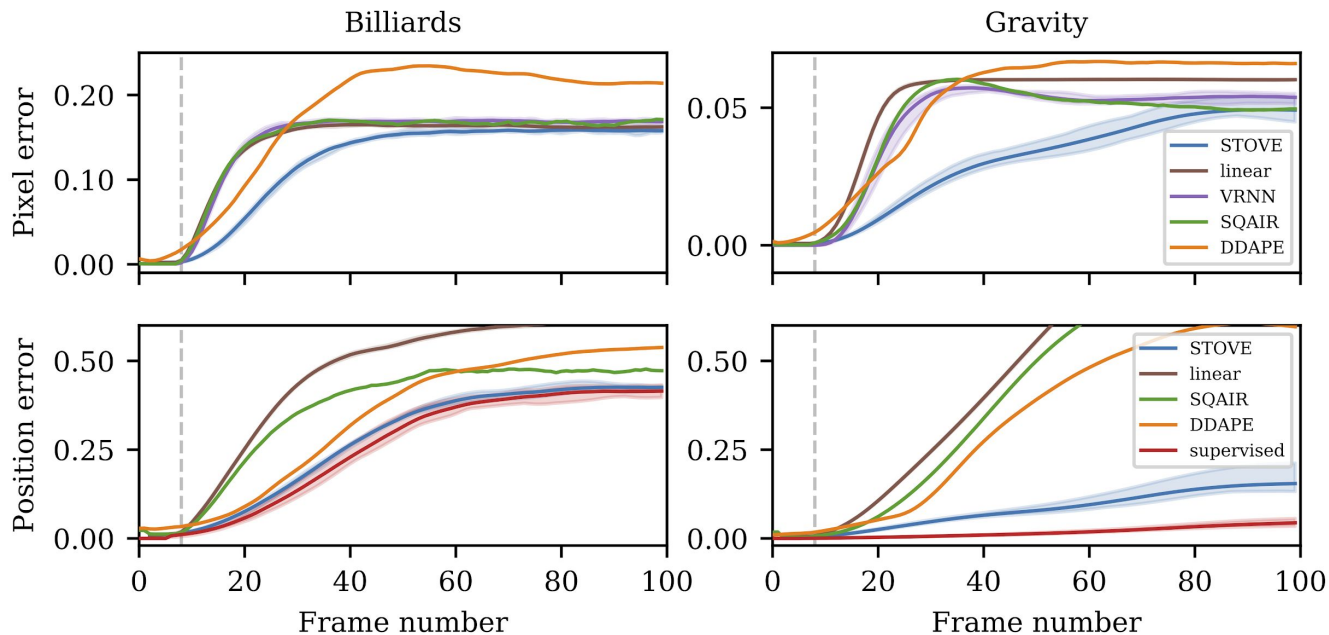 Billiards
Gravity
Pixel error
0.20
0.10
0.00
0.05
0.00
STOVE
linear
VRNN
SQAIR
DDAPE
Position error
0.50
0.25
0.00
0 20 40 60 80 100
Frame number
0.50
0.25
0.00
0 20 40 60 80 100
Frame number
STOVE
linear
SQAIR
DDAPE
supervised